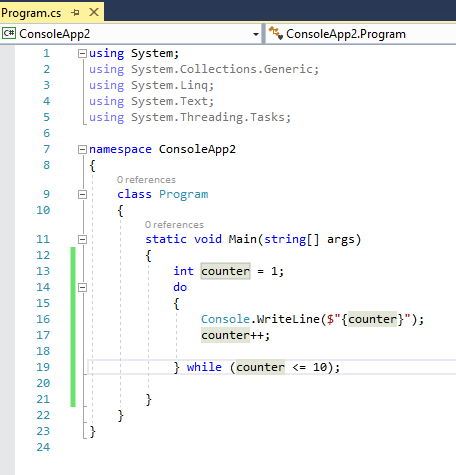 Program.cs
C# ConsoleApp2 ConsoleApp2.Program
1 using System;
2 using System.Collections.Generic;
3 using System.Linq;
4 using System.Text;
5 using System.Threading.Tasks;
6
7 namespace ConsoleApp2
8 {
0 references
9 class Program
10 {
0 references
11 static void Main(string[] args)
12 {
13 int counter = 1;
14 do
15 {
16 Console.WriteLine($"{counter}");
17 counter++;
18
19 } while (counter <= 10);
20
21 }
22 }
23 }
24